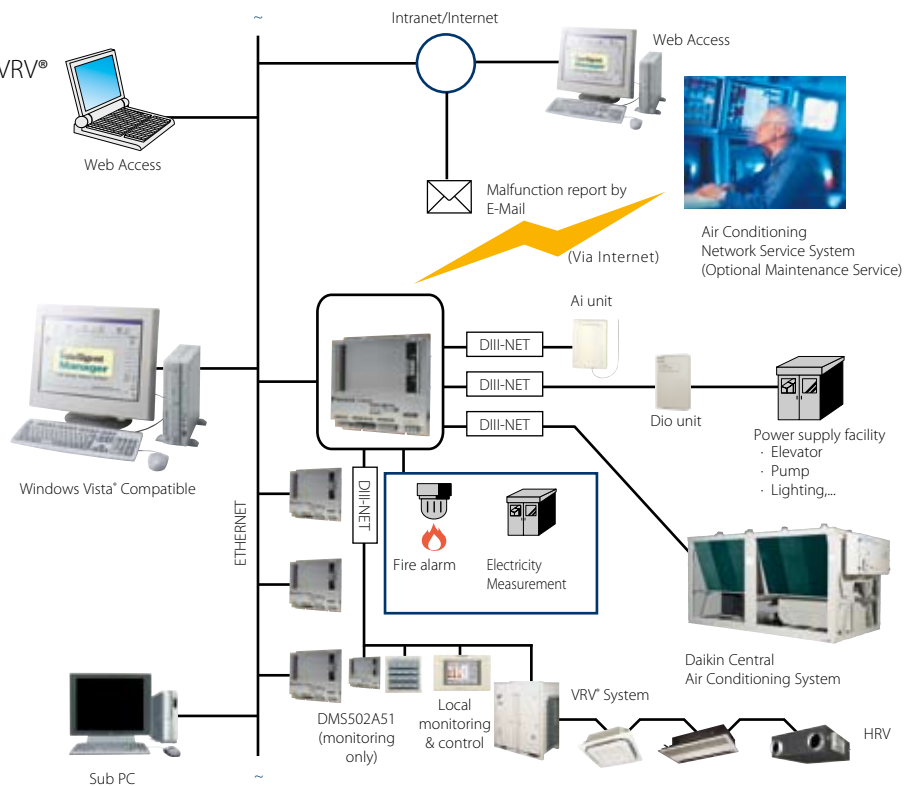 ~
Intranet/Internet
VRV®
Web Access
Web Access
Malfunction report by
E-Mail
(Via Internet)
Air Conditioning
Network Service System
(Optional Maintenance Service)
Ai unit
DIII-NET
DIII-NET
DIII-NET
Dio unit
Power supply facility
· Elevator
· Pump
· Lighting,...
Intelligent
Manager
Windows Vista® Compatible
ETHERNET
DIII-NET
Fire alarm
Electricity
Measurement
Daikin Central
Air Conditioning System
DMS502A51
(monitoring
only)
Local
monitoring
& control
VRV® System
HRV
Sub PC
~